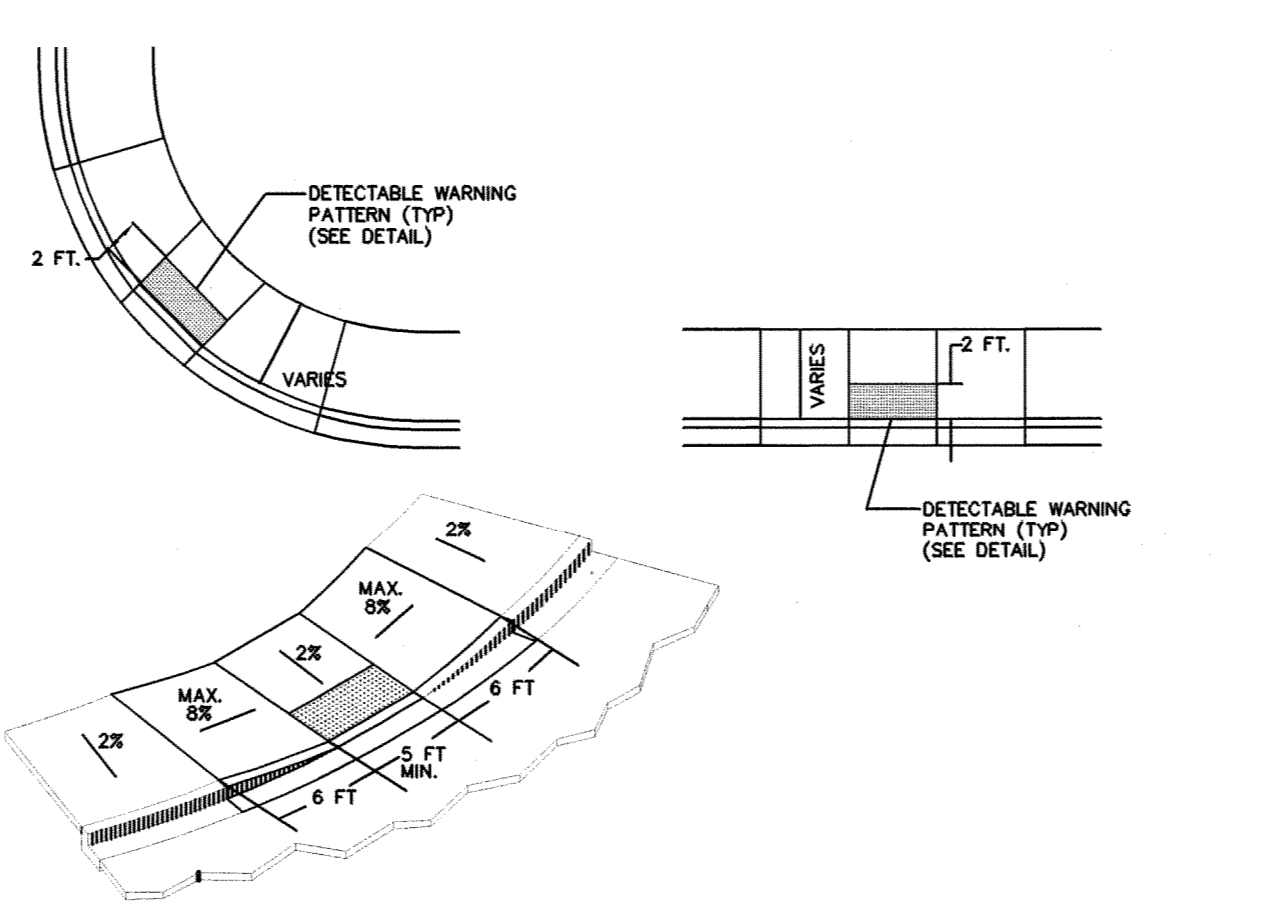 DETECTABLE WARNING
PATTERN (TYP)
(SEE DETAIL)
2 FT.
VARIES
VARIES
2 FT.
DETECTABLE WARNING
PATTERN (TYP)
(SEE DETAIL)
2%
MAX.
8%
2%
MAX.
8%
2%
6 FT
5 FT
MIN.
6 FT